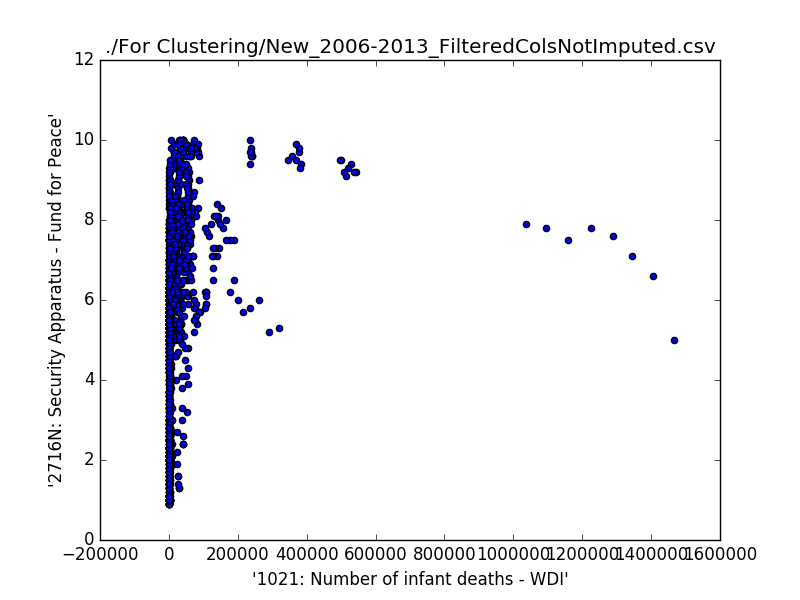 ./For Clustering/New_2006-2013_FilteredColsNotImputed.csv
12
10
8
6
4
2
0
'2716N: Security Apparatus - Fund for Peace'
−200000 0 200000 400000 600000 800000 1000000 1200000 1400000 1600000
'1021: Number of infant deaths - WDI'